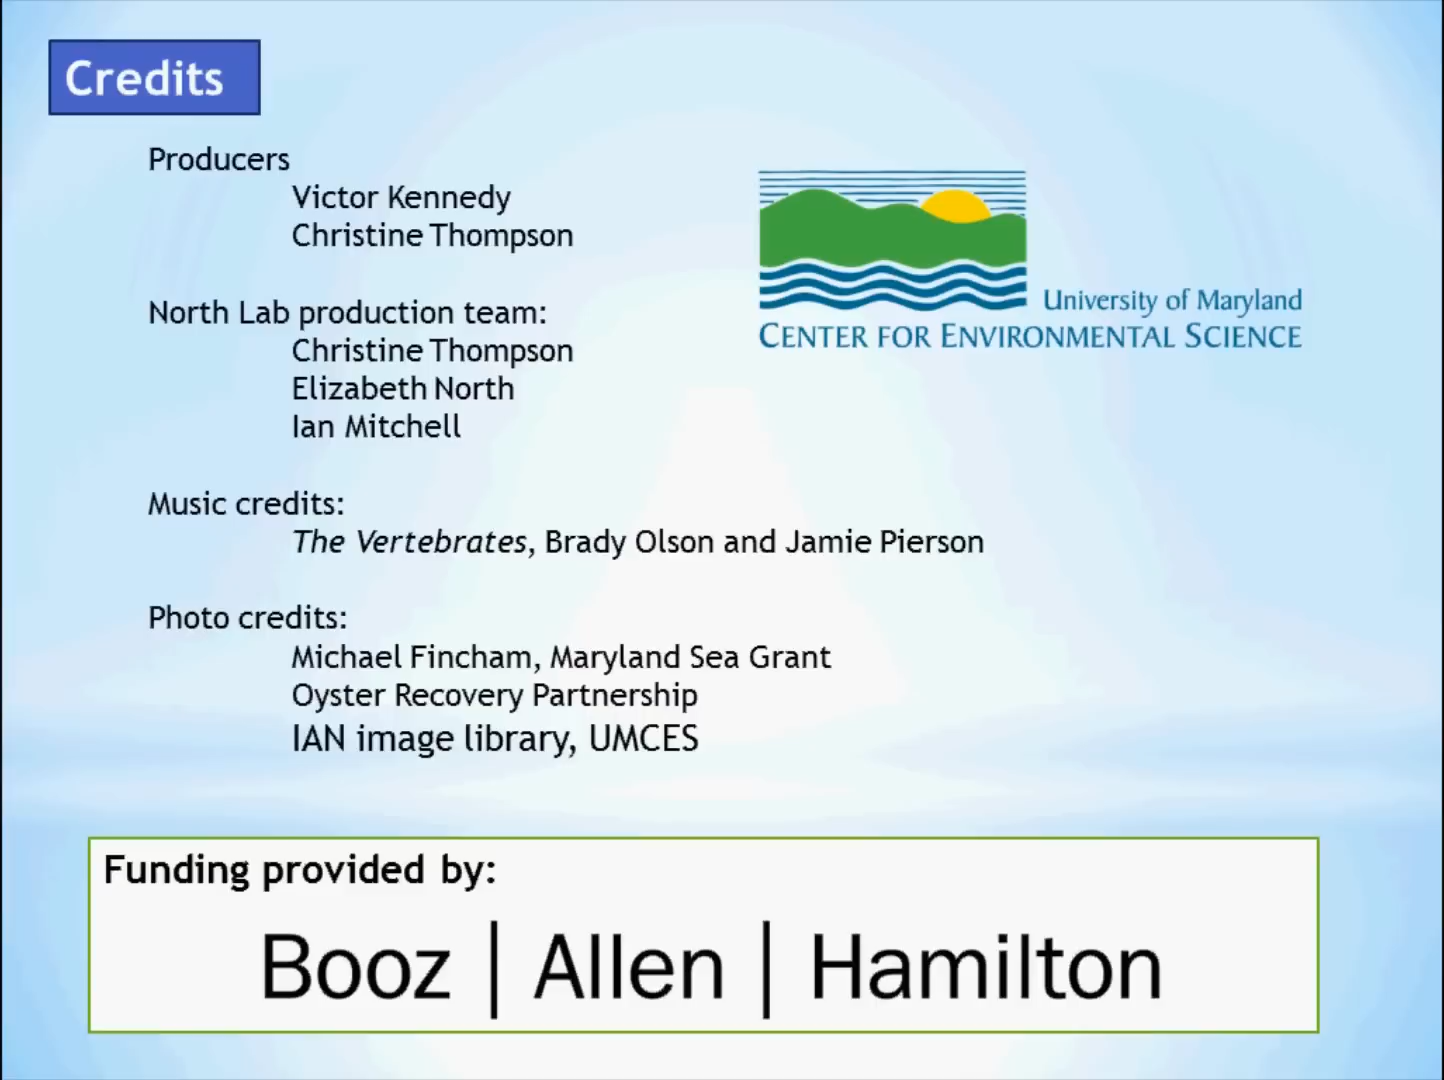 Credits
Producers
Victor Kennedy
Christine Thompson
University of Maryland
CENTER FOR ENVIRONMENTAL SCIENCE
North Lab production team:
Christine Thompson
Elizabeth North
Ian Mitchell
Music credits:
The Vertebrates, Brady Olson and Jamie Pierson
Photo credits:
Michael Fincham, Maryland Sea Grant
Oyster Recovery Partnership
IAN image library, UMCES
Funding provided by:
Booz | Allen | Hamilton